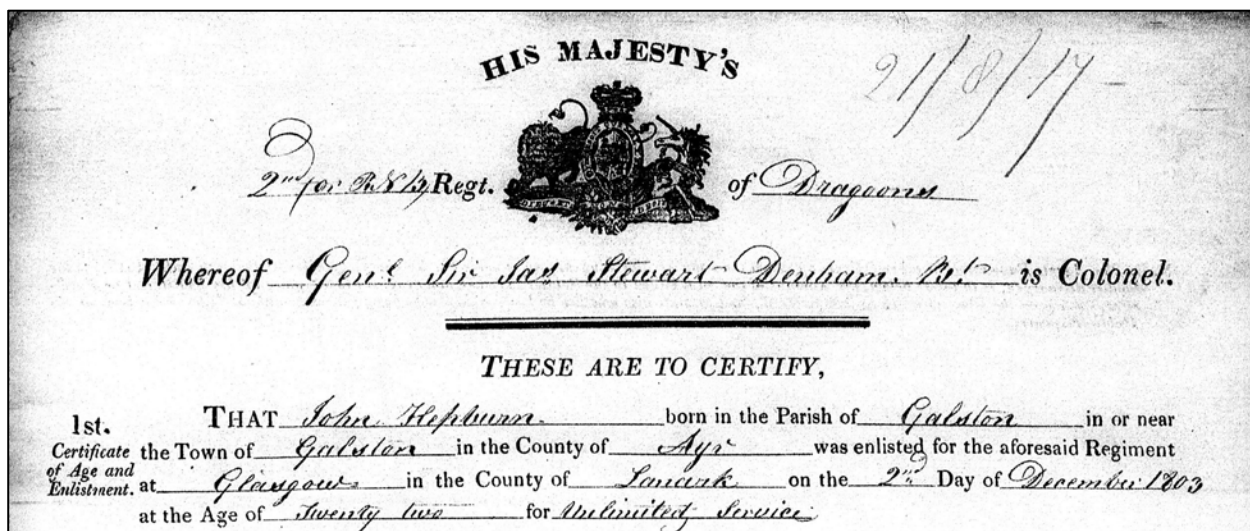 HIS MAJESTY'S
21/8/17
2nd or R.N.B. Regt. of Dragoons
Whereof Genl. Sir Jas Stewart Denham. Bt. is Colonel.
THESE ARE TO CERTIFY,
1st.
Certificate
of Age and
Enlistment.
THAT John Hepburn born in the Parish of Galston in or near
the Town of Galston in the County of Ayr was enlisted for the aforesaid Regiment
at Glasgow in the County of Lanark on the 2nd Day of December 1803
at the Age of Twenty two for Unlimited Service